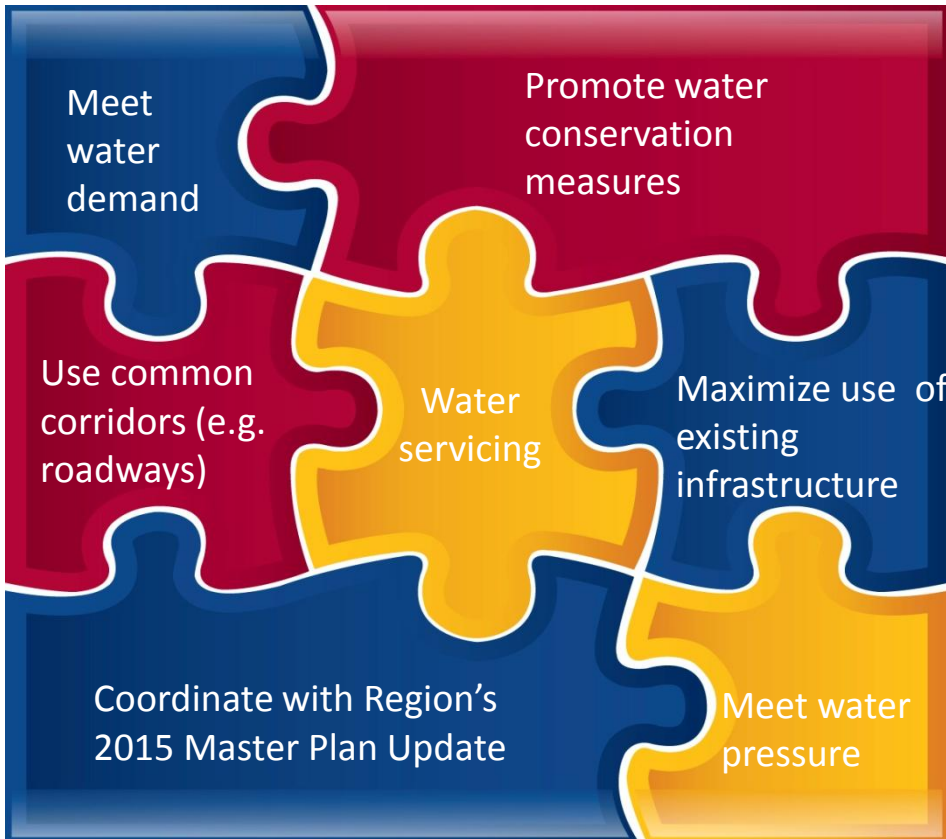 Meet
water
demand
Promote water
conservation
measures
Use common
corridors (e.g.
roadways)
Water
servicing
Maximize use of
existing
infrastructure
Coordinate with Region’s
2015 Master Plan Update
Meet water
pressure